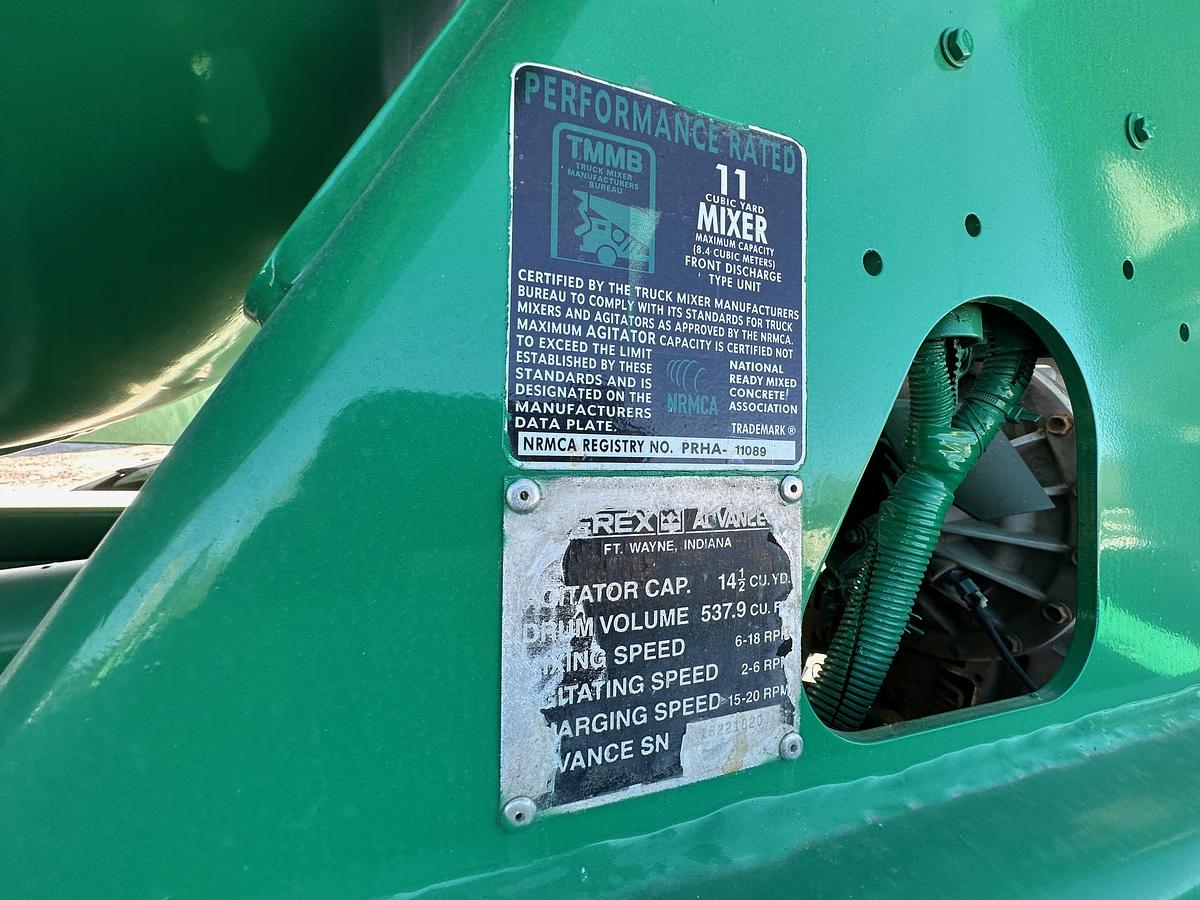 PERFORMANCE RATED
TMMB
TRUCK MIXER
MANUFACTURERS
BUREAU
11
CUBIC YARD
MIXER
MAXIMUM CAPACITY
(8.4 CUBIC METERS)
FRONT DISCHARGE
TYPE UNIT
CERTIFIED BY THE TRUCK MIXER MANUFACTURERS
BUREAU TO COMPLY WITH ITS STANDARDS FOR TRUCK
MIXERS AND AGITATORS AS APPROVED BY THE NRMCA.
MAXIMUM AGITATOR CAPACITY IS CERTIFIED NOT
TO EXCEED THE LIMIT
ESTABLISHED BY THESE
STANDARDS AND IS
DESIGNATED ON THE
MANUFACTURERS
DATA PLATE.
NRMCA
NATIONAL
READY MIXED
CONCRETE
ASSOCIATION
TRADEMARK ®
NRMCA REGISTRY NO. PRHA- 11089
EREX ADVANCE
FT. WAYNE, INDIANA
GITATOR CAP. 14½ CU. YD.
DRUM VOLUME 537.9 CU. F
IXING SPEED 6-18 RPM
GITATING SPEED 2-6 RPM
HARGING SPEED 15-20 RPM
VANCE SN